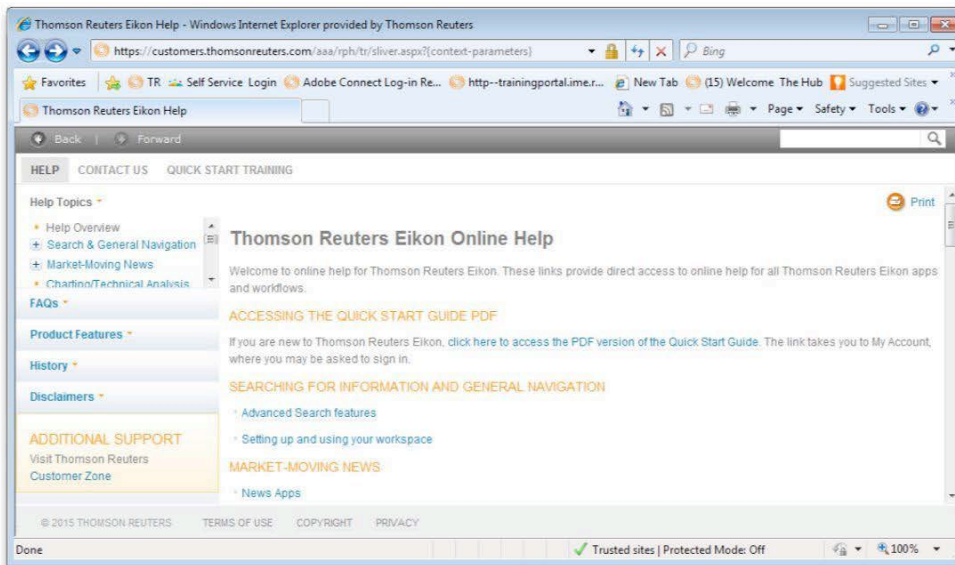 Thomson Reuters Eikon Help - Windows Internet Explorer provided by Thomson Reuters
https://customers.thomsonreuters.com/aaa/rph/tr/sliver.aspx?{context-parameters}
Bing
Favorites TR Self Service Login Adobe Connect Log-in Re... http--trainingportal.ime.r... New Tab (15) Welcome The Hub Suggested Sites
Thomson Reuters Eikon Help
Page Safety Tools
Back | Forward
HELP CONTACT US QUICK START TRAINING
Help Topics
Print
Help Overview
Search & General Navigation
Market-Moving News
Charting/Technical Analysis
FAQs
Product Features
History
Disclaimers
ADDITIONAL SUPPORT
Visit Thomson Reuters
Customer Zone
Thomson Reuters Eikon Online Help
Welcome to online help for Thomson Reuters Eikon. These links provide direct access to online help for all Thomson Reuters Eikon apps
and workflows.
ACCESSING THE QUICK START GUIDE PDF
If you are new to Thomson Reuters Eikon, click here to access the PDF version of the Quick Start Guide. The link takes you to My Account,
where you may be asked to sign in.
SEARCHING FOR INFORMATION AND GENERAL NAVIGATION
Advanced Search features
Setting up and using your workspace
MARKET-MOVING NEWS
News Apps
© 2015 THOMSON REUTERS TERMS OF USE COPYRIGHT PRIVACY
Done
Trusted sites | Protected Mode: Off
100%